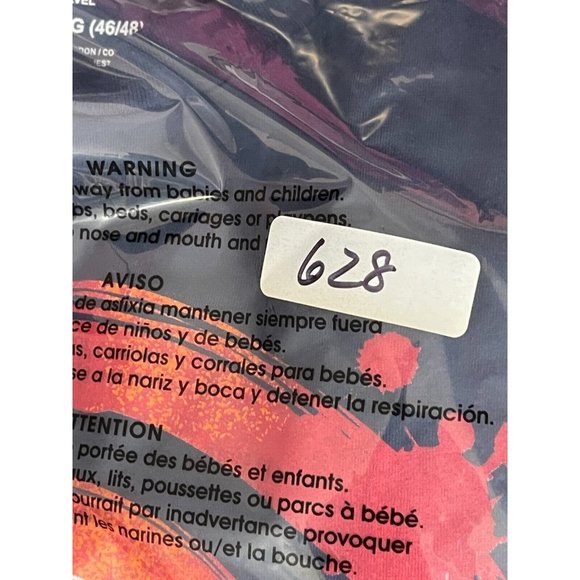 G (46/48)
WARNING
way from babies and children.
bs, beds, carriages or playpens.
nose and mouth and
628
AVISO
de asfixia mantener siempre fuera
ce de niños y de bebés.
as, carriolas y corrales para bebés.
se a la nariz y boca y detener la respiración.
TTENTION
portée des bébés et enfants.
aux, lits, poussettes ou parcs à bébé.
ourrait par inadvertance provoquer
nt les narines ou/et la bouche.